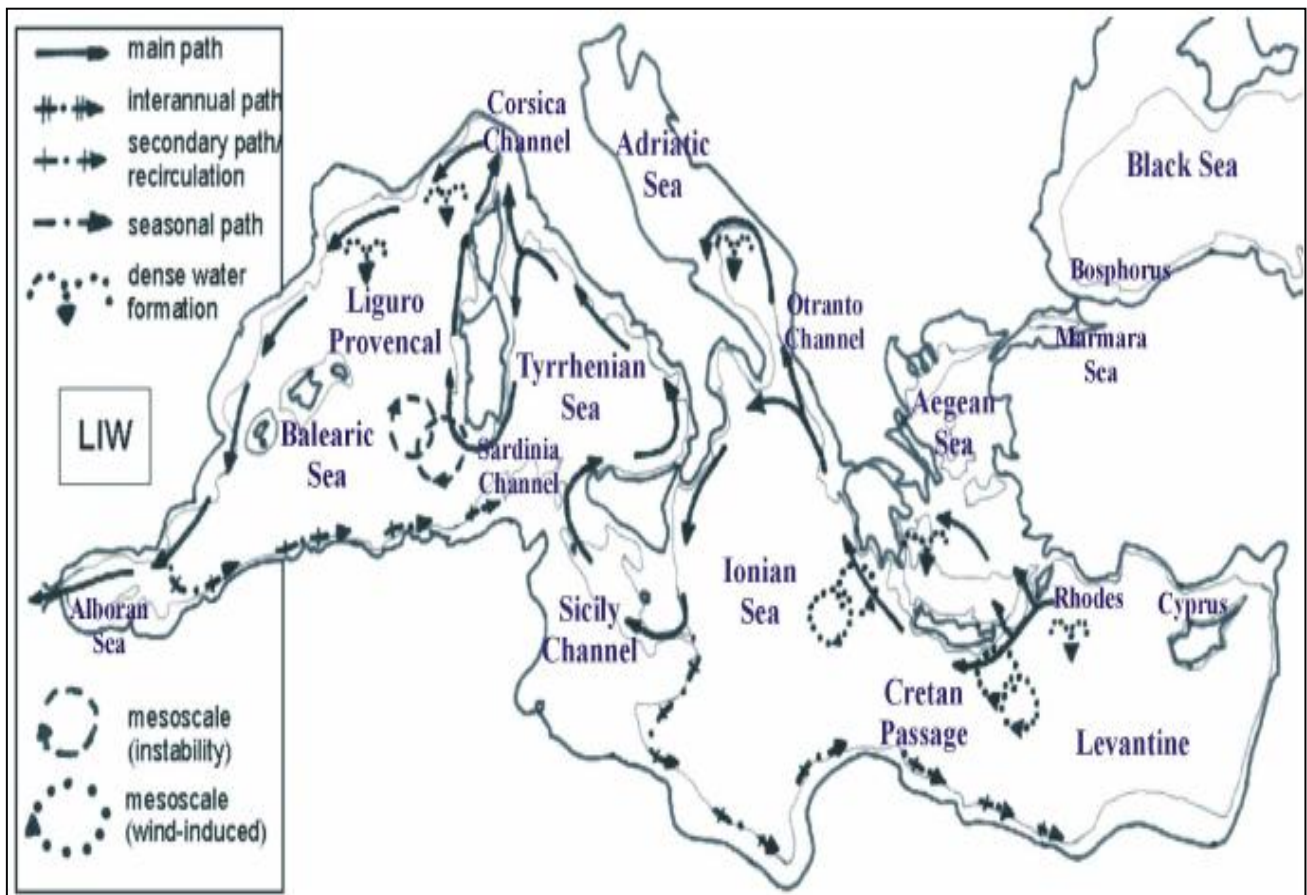 main path
interannual path
secondary path/
recirculation
seasonal path
dense water
formation
LIW
mesoscale
(instability)
mesoscale
(wind-induced)
Corsica
Channel
Adriatic
Sea
Black Sea
Bosphorus
Marmara
Sea
Otranto
Channel
Liguro
Provencal
Tyrrhenian
Sea
Aegean
Sea
Balearic
Sea
Sardinia
Channel
Alboran
Sea
Sicily
Channel
Ionian
Sea
Rhodes
Cyprus
Cretan
Passage
Levantine